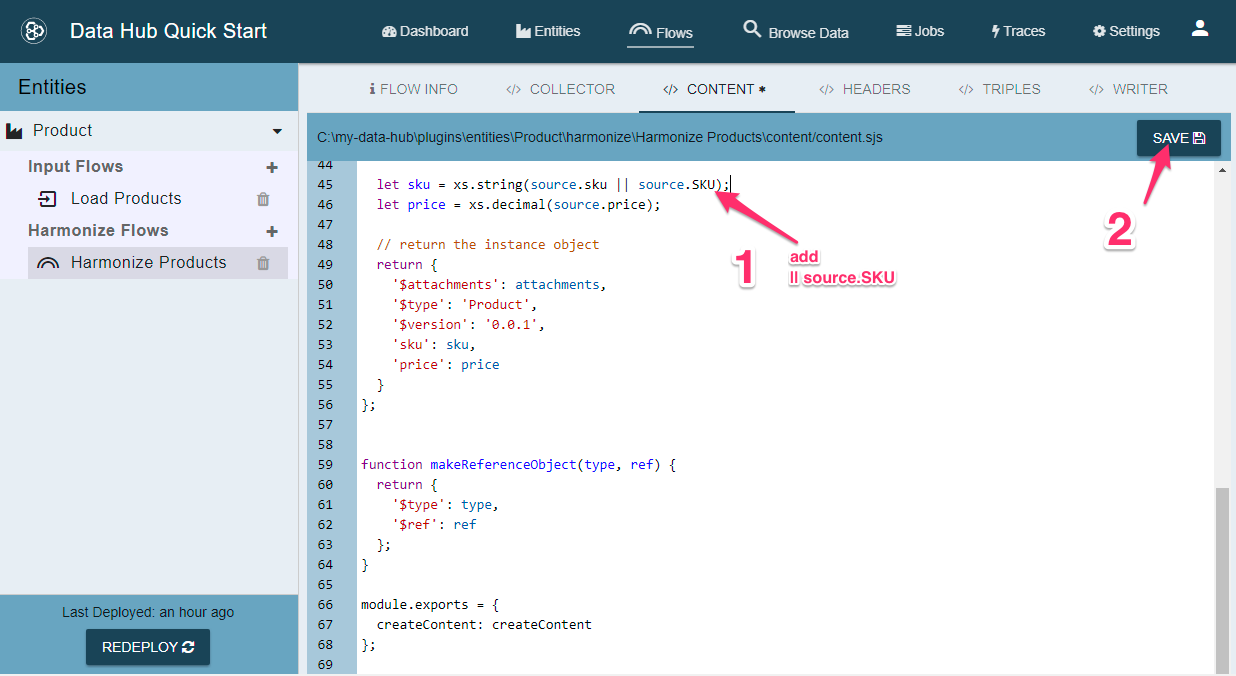 Data Hub Quick Start
Dashboard
Entities
Flows
Browse Data
Jobs
Traces
Settings
Entities
Product
Input Flows +
Load Products
Harmonize Flows +
Harmonize Products
Last Deployed: an hour ago
REDEPLOY
FLOW INFO
</> COLLECTOR
</> CONTENT *
</> HEADERS
</> TRIPLES
</> WRITER
C:\my-data-hub\plugins\entities\Product\harmonize\Harmonize Products\content/content.sjs
SAVE
44
45   let sku = xs.string(source.sku || source.SKU);
46   let price = xs.decimal(source.price);
47
48   // return the instance object
49   return {
50     '$attachments': attachments,
51     '$type': 'Product',
52     '$version': '0.0.1',
53     'sku': sku,
54     'price': price
55   }
56 };
57
58
59 function makeReferenceObject(type, ref) {
60   return {
61     '$type': type,
62     '$ref': ref
63   };
64 }
65
66 module.exports = {
67   createContent: createContent
68 };
69
1
add
|| source.SKU
2